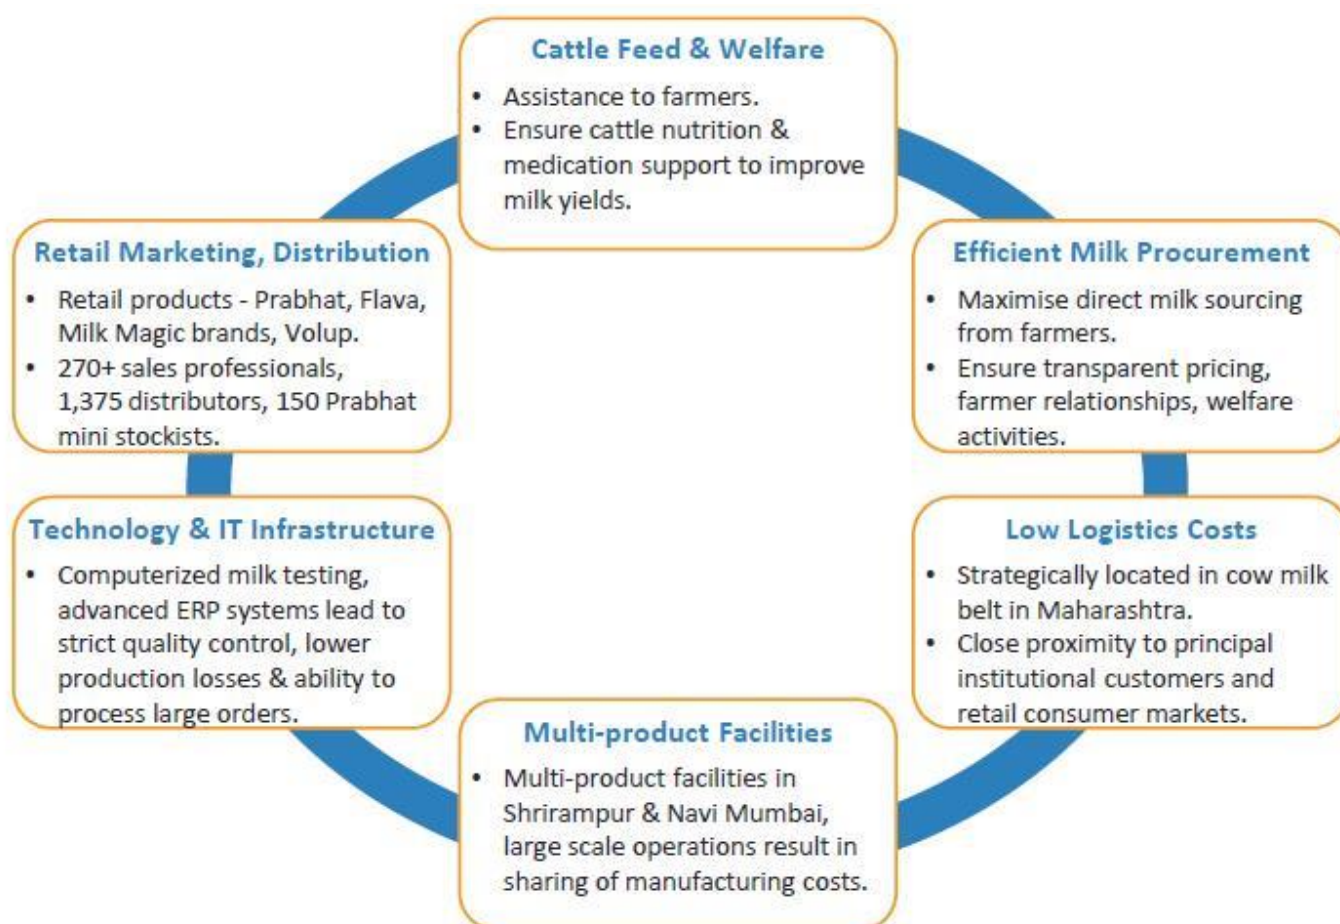 Cattle Feed & Welfare
• Assistance to farmers.
• Ensure cattle nutrition &
medication support to improve
milk yields.
Retail Marketing, Distribution
• Retail products - Prabhat, Flava,
Milk Magic brands, Volup.
• 270+ sales professionals,
1,375 distributors, 150 Prabhat
mini stockists.
Efficient Milk Procurement
• Maximise direct milk sourcing
from farmers.
• Ensure transparent pricing,
farmer relationships, welfare
activities.
Technology & IT Infrastructure
• Computerized milk testing,
advanced ERP systems lead to
strict quality control, lower
production losses & ability to
process large orders.
Low Logistics Costs
• Strategically located in cow milk
belt in Maharashtra.
• Close proximity to principal
institutional customers and
retail consumer markets.
Multi-product Facilities
• Multi-product facilities in
Shrirampur & Navi Mumbai,
large scale operations result in
sharing of manufacturing costs.